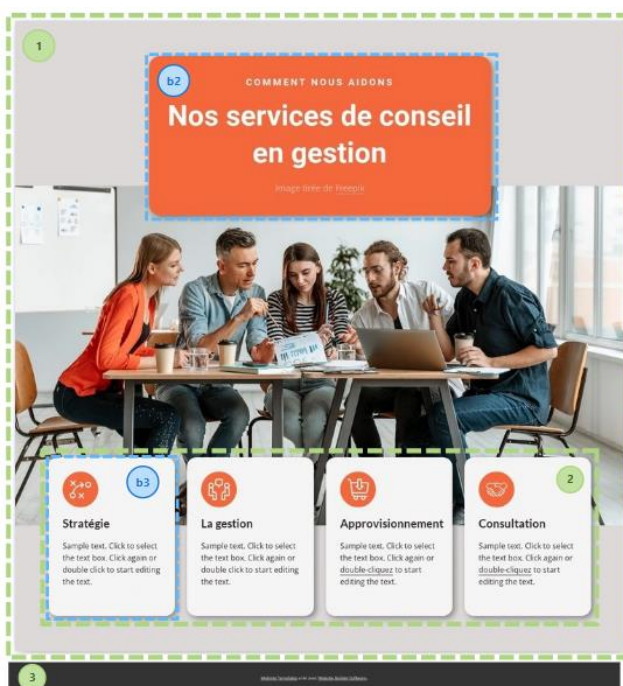 1
b2
COMMENT NOUS AIDONS
Nos services de conseil
en gestion
Image tirée de Freepik
b3
2
Stratégie
Sample text. Click to select
the text box. Click again or
double click to start editing
the text.
La gestion
Sample text. Click to select
the text box. Click again or
double click to start editing
the text.
Approvisionnement
Sample text. Click to select
the text box. Click again or
double-cliquez to start
editing the text.
Consultation
Sample text. Click to select
the text box. Click again or
double-cliquez to start
editing the text.
3
Website Templates
Website Builder Software.